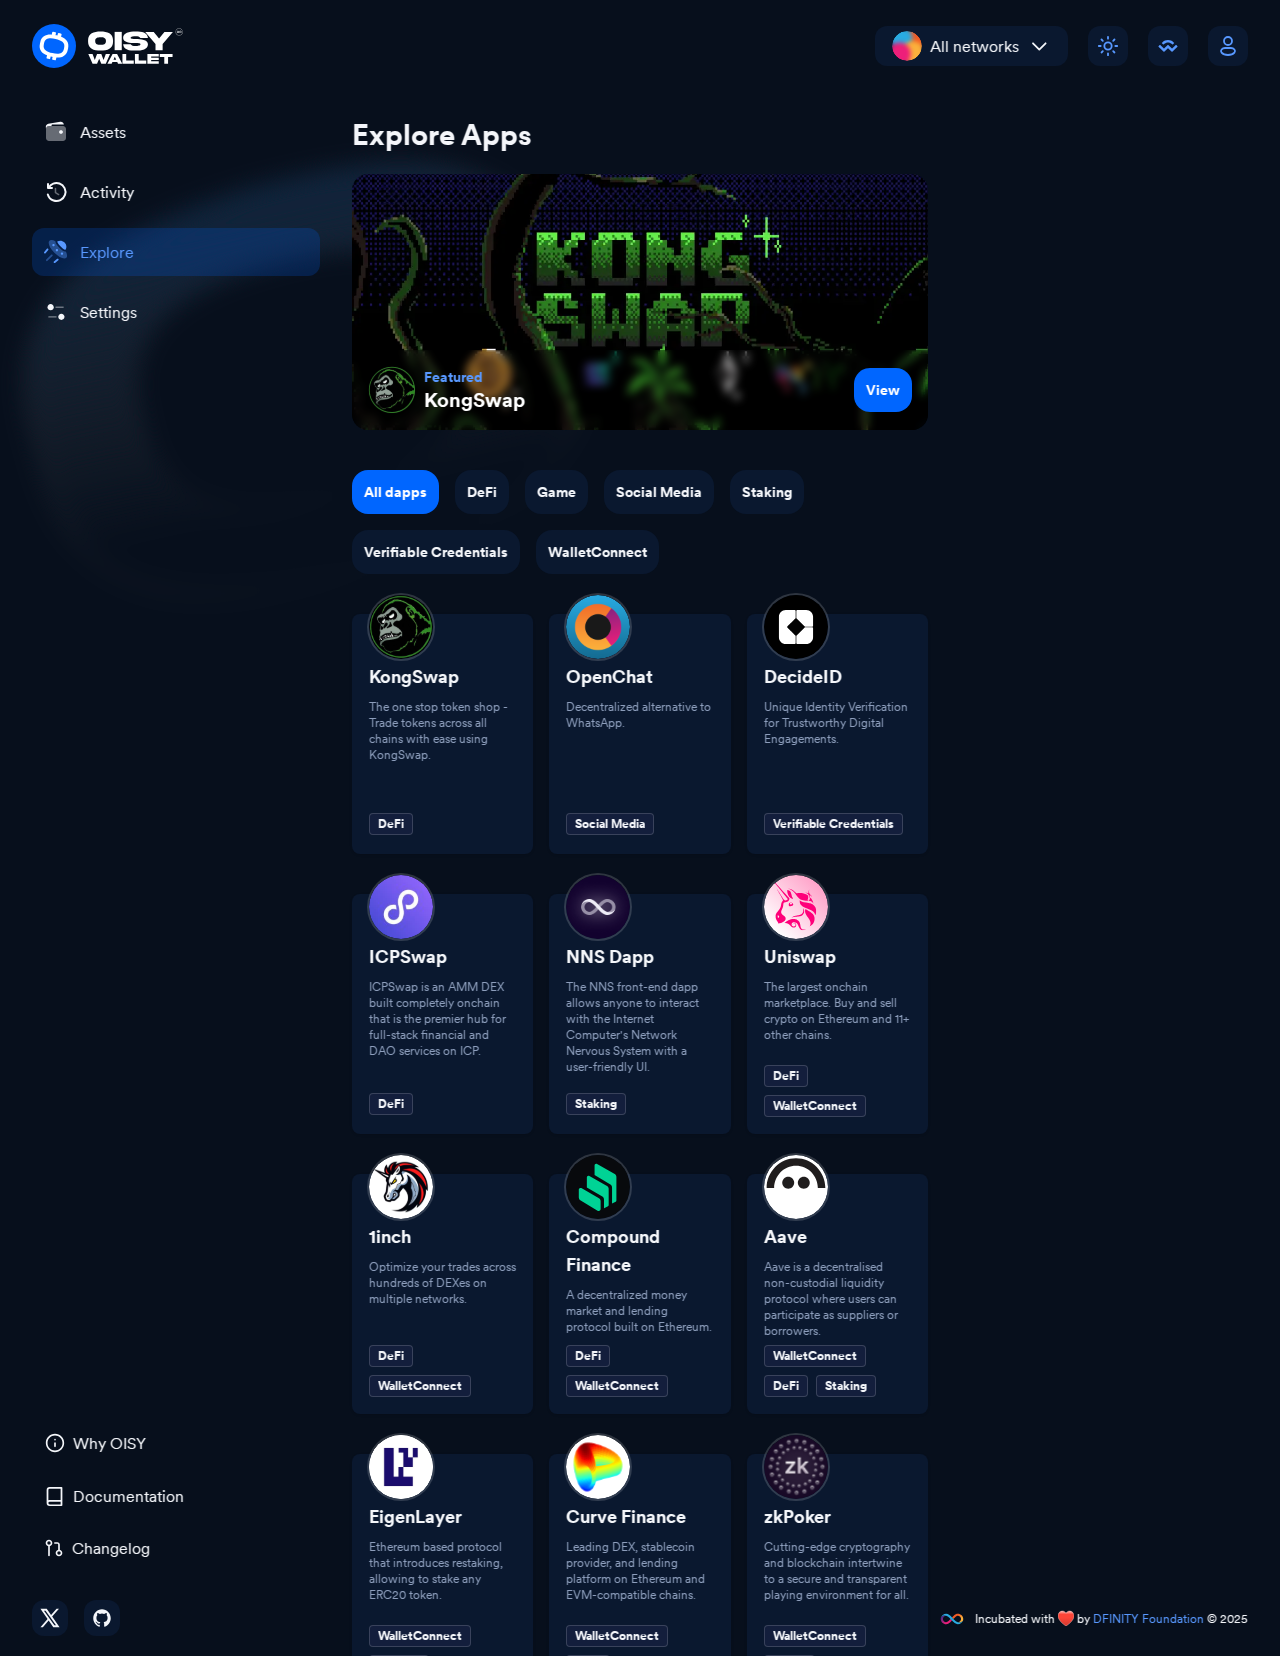 OISY
WALLET
All networks
Assets
Activity
Explore
Settings
Explore Apps
KONG
SWAP
Featured
KongSwap
View
All dapps
DeFi
Game
Social Media
Staking
Verifiable Credentials
WalletConnect
KongSwap
The one stop token shop -
Trade tokens across all
chains with ease using
KongSwap.
DeFi
OpenChat
Decentralized alternative to
WhatsApp.
Social Media
DecideID
Unique Identity Verification
for Trustworthy Digital
Engagements.
Verifiable Credentials
ICPSwap
ICPSwap is an AMM DEX
built completely onchain
that is the premier hub for
full-stack financial and
DAO services on ICP.
DeFi
NNS Dapp
The NNS front-end dapp
allows anyone to interact
with the Internet
Computer's Network
Nervous System with a
user-friendly UI.
Staking
Uniswap
The largest onchain
marketplace. Buy and sell
crypto on Ethereum and 11+
other chains.
DeFi
WalletConnect
1inch
Optimize your trades across
hundreds of DEXes on
multiple networks.
DeFi
WalletConnect
Compound
Finance
A decentralized money
market and lending
protocol built on Ethereum.
DeFi
WalletConnect
Aave
Aave is a decentralised
non-custodial liquidity
protocol where users can
participate as suppliers or
borrowers.
WalletConnect
DeFi
Staking
EigenLayer
Ethereum based protocol
that introduces restaking,
allowing to stake any
ERC20 token.
WalletConnect
Curve Finance
Leading DEX, stablecoin
provider, and lending
platform on Ethereum and
EVM-compatible chains.
WalletConnect
zk
zkPoker
Cutting-edge cryptography
and blockchain intertwine
to a secure and transparent
playing environment for all.
WalletConnect
Why OISY
Documentation
Changelog
Incubated with ❤️ by DFINITY Foundation © 2025